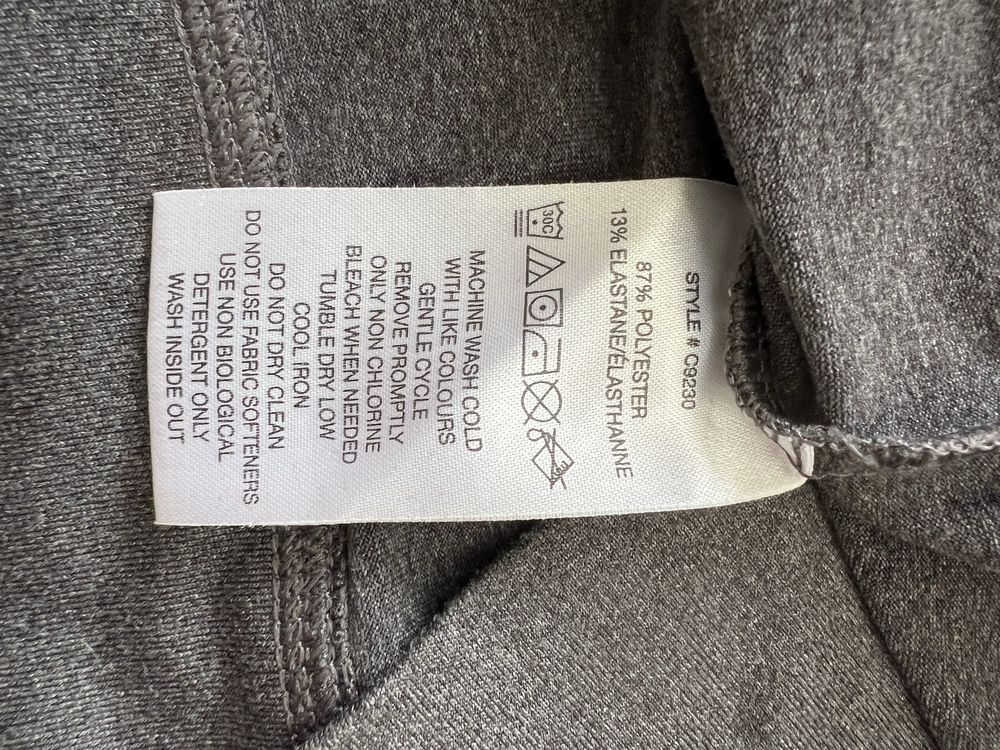 STYLE # C9230
87% POLYESTER
13% ELASTANE/ELASTHANNE
30C
MACHINE WASH COLD
WITH LIKE COLOURS
GENTLE CYCLE
REMOVE PROMPTLY
ONLY NON CHLORINE
BLEACH WHEN NEEDED
TUMBLE DRY LOW
COOL IRON
DO NOT DRY CLEAN
DO NOT USE FABRIC SOFTENERS
USE NON BIOLOGICAL
DETERGENT ONLY
WASH INSIDE OUT